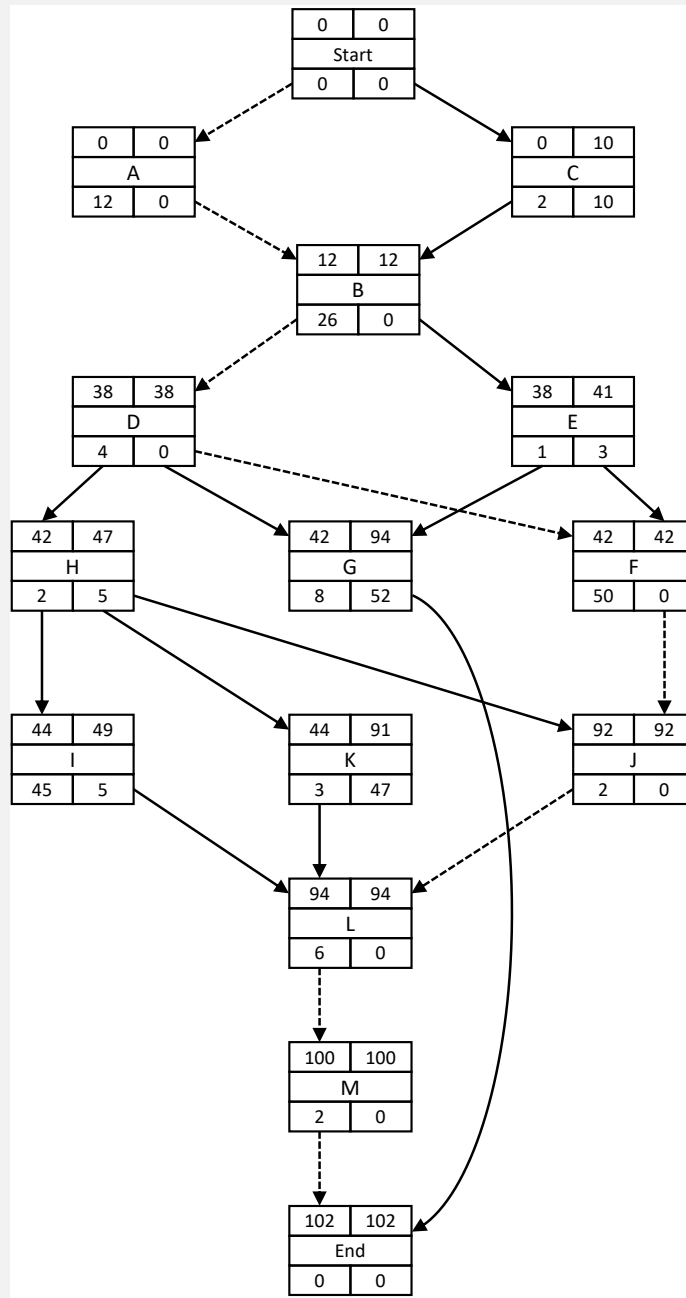 0 0
Start
0 0
0 0
A
12 0
0 10
C
2 10
12 12
B
26 0
38 38
D
4 0
38 41
E
1 3
42 47
H
2 5
42 94
G
8 52
42 42
F
50 0
44 49
I
45 5
44 91
K
3 47
92 92
J
2 0
94 94
L
6 0
100 100
M
2 0
102 102
End
0 0